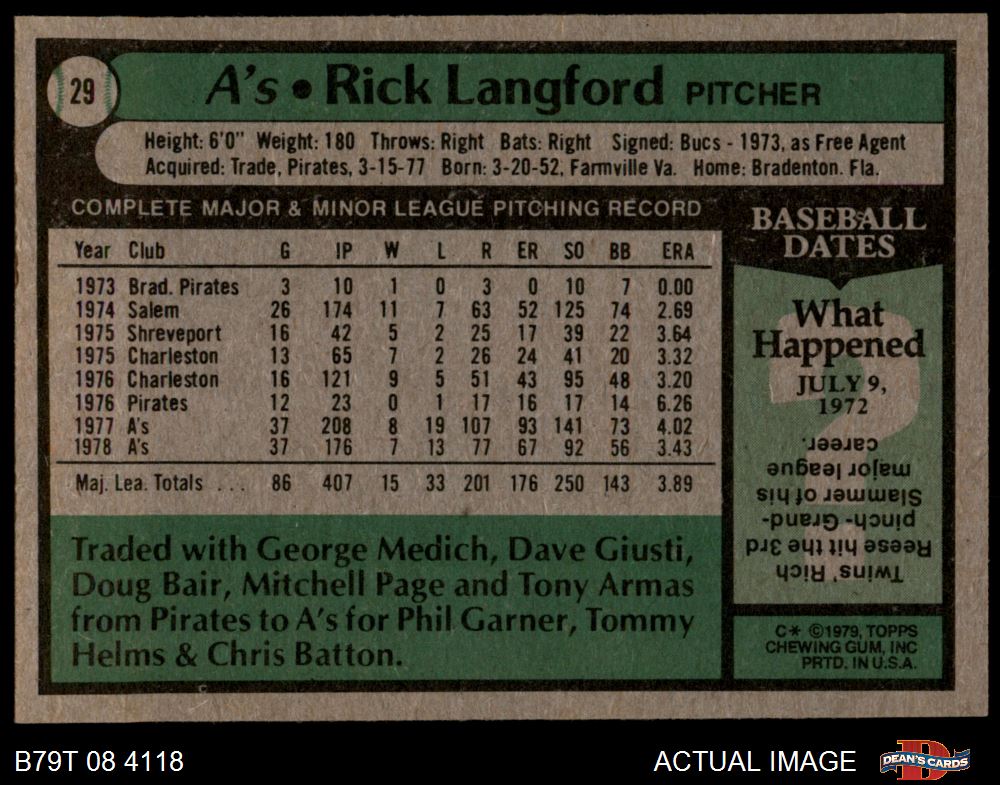 29
A's • Rick Langford PITCHER
Height: 6'0" Weight: 180 Throws: Right Bats: Right Signed: Bucs - 1973, as Free Agent
Acquired: Trade, Pirates, 3-15-77 Born: 3-20-52, Farmville Va. Home: Bradenton. Fla.
COMPLETE MAJOR & MINOR LEAGUE PITCHING RECORD
Year Club G IP W L R ER SO BB ERA
1973 Brad. Pirates 3 10 1 0 3 0 10 7 0.00
1974 Salem 26 174 11 7 63 52 125 74 2.69
1975 Shreveport 16 42 5 2 25 17 39 22 3.64
1975 Charleston 13 65 7 2 26 24 41 20 3.32
1976 Charleston 16 121 9 5 51 43 95 48 3.20
1976 Pirates 12 23 0 1 17 16 17 14 6.26
1977 A's 37 208 8 19 107 93 141 73 4.02
1978 A's 37 176 7 13 77 67 92 56 3.43
Maj. Lea. Totals ... 86 407 15 33 201 176 250 143 3.89
Traded with George Medich, Dave Giusti,
Doug Bair, Mitchell Page and Tony Armas
from Pirates to A's for Phil Garner, Tommy
Helms & Chris Batton.
BASEBALL
DATES
What
Happened
JULY 9,
1972
Twins' Rich
Reese hit the 3rd
pinch-Grand-
Slammer of his
major league
career.
C* ©1979, TOPPS
CHEWING GUM, INC
PRTD. IN U.S.A.
B79T 08 4118
ACTUAL IMAGE
DEAN'S CARDS